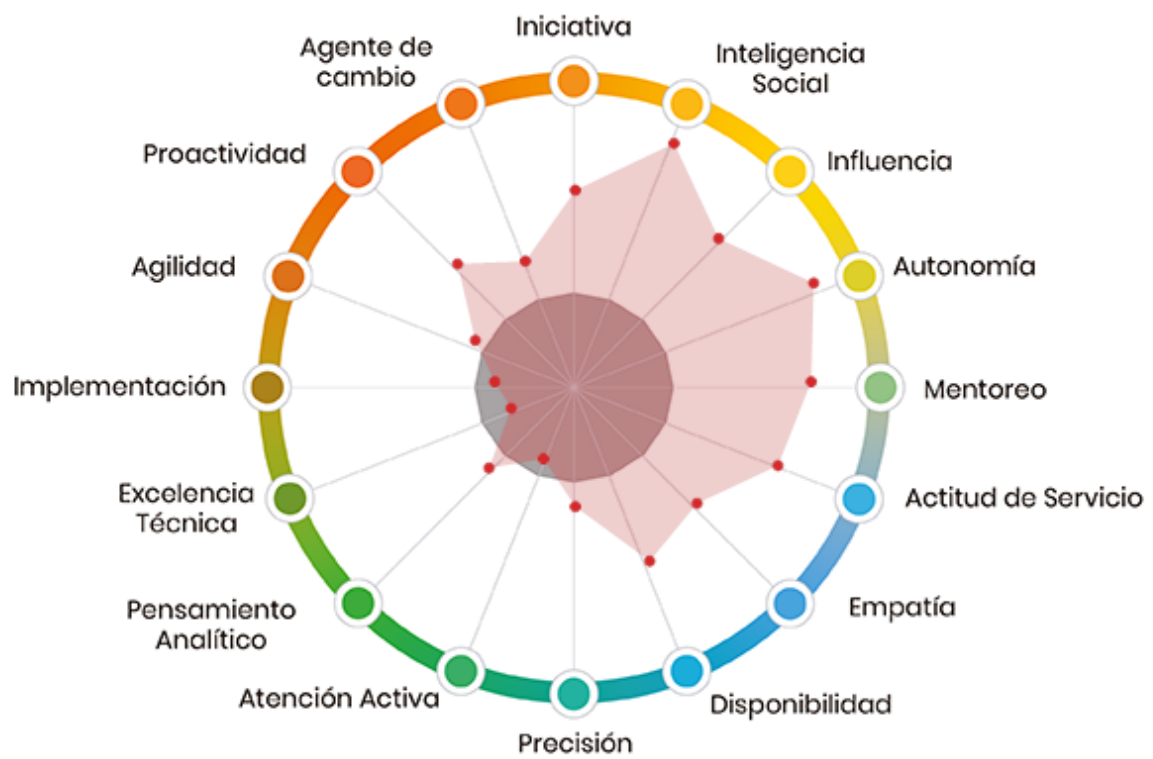 Iniciativa
Inteligencia
Social
Influencia
Autonomía
Mentoreo
Actitud de Servicio
Empatía
Disponibilidad
Precisión
Atención Activa
Pensamiento
Analítico
Excelencia
Técnica
Implementación
Agilidad
Proactividad
Agente de
cambio